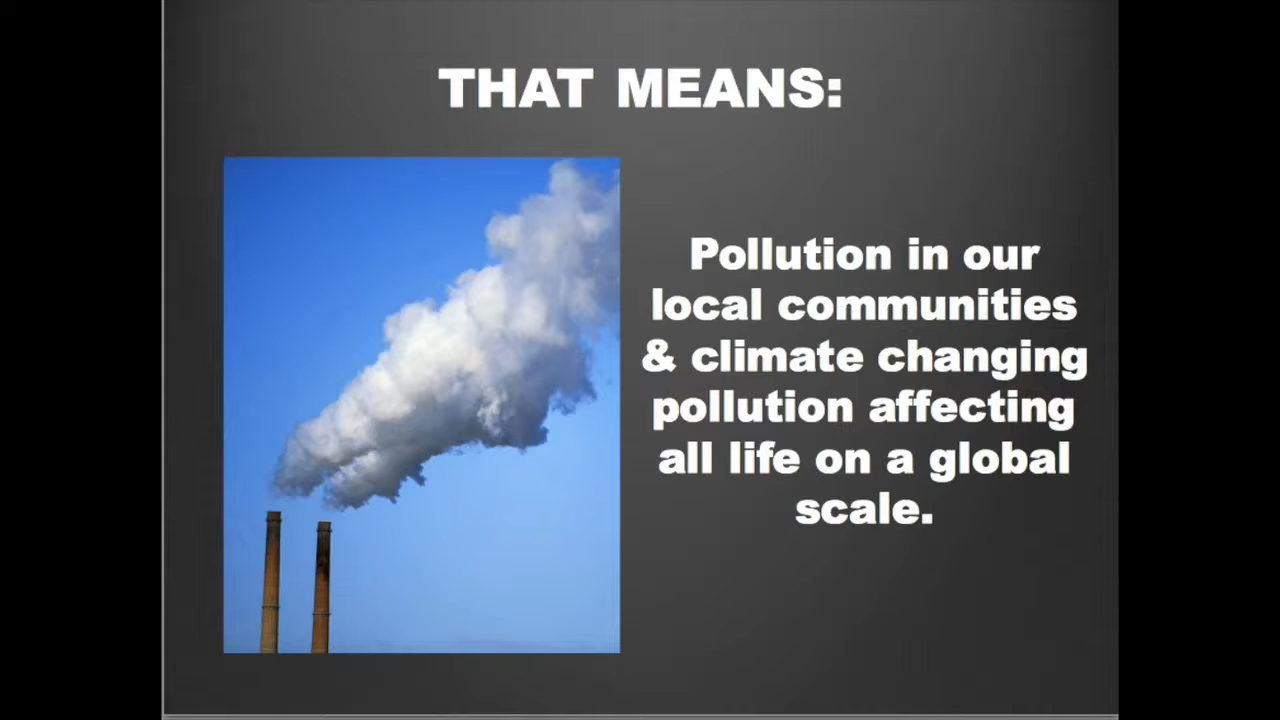 THAT MEANS:
Pollution in our
local communities
& climate changing
pollution affecting
all life on a global
scale.